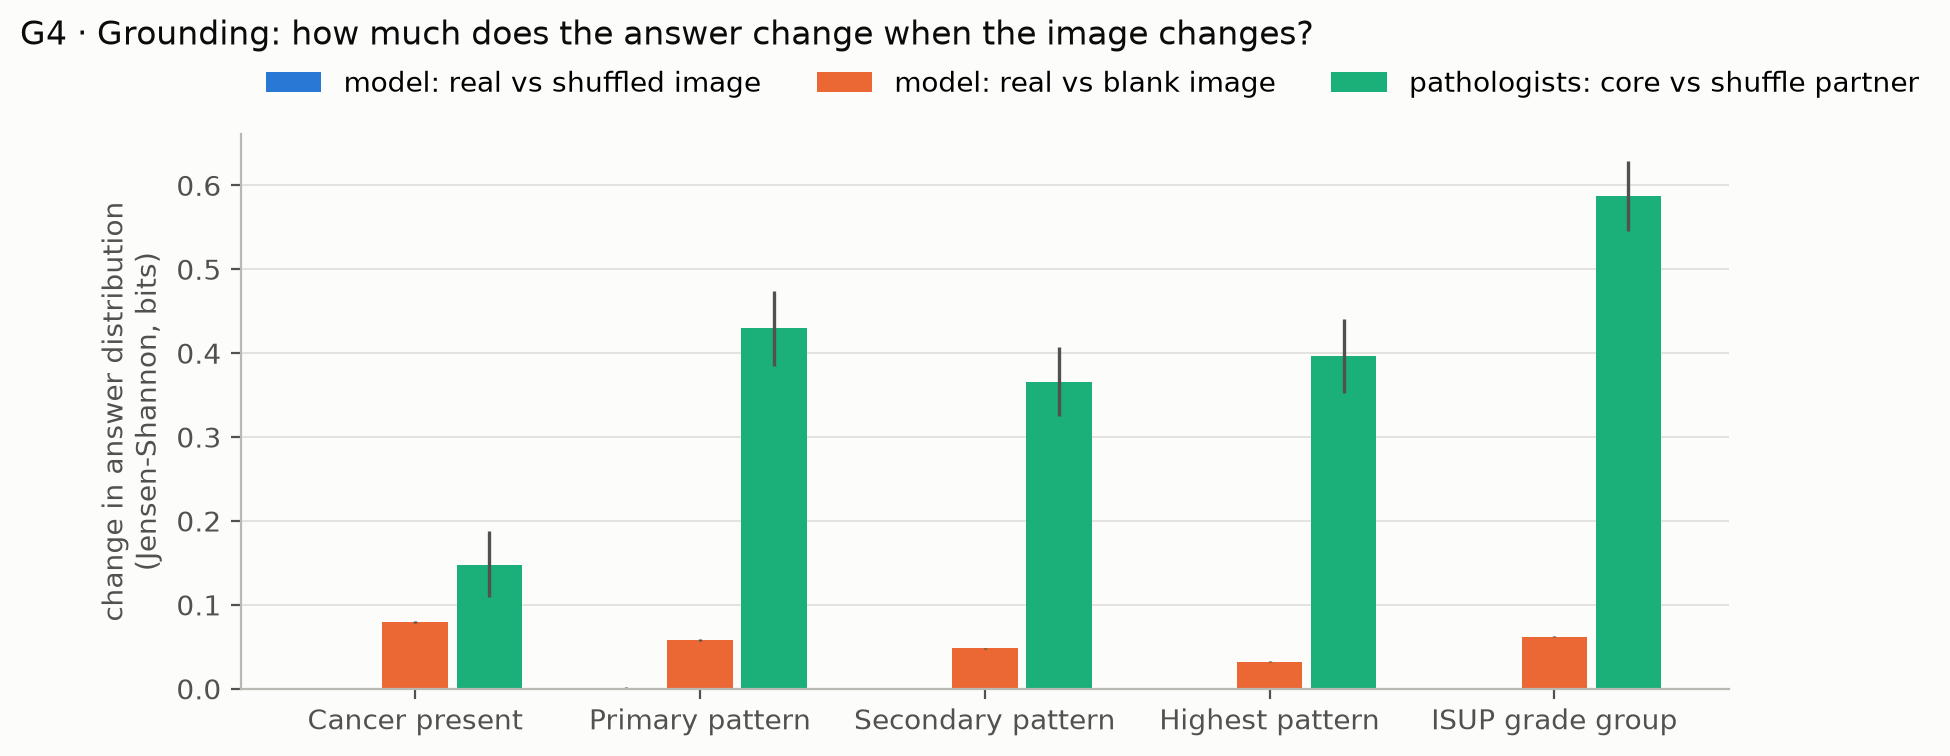 G4 · Grounding: how much does the answer change when the image changes?
model: real vs shuffled image
model: real vs blank image
pathologists: core vs shuffle partner
change in answer distribution
(Jensen-Shannon, bits)
0.6
0.5
0.4
0.3
0.2
0.1
0.0
Cancer present
Primary pattern
Secondary pattern
Highest pattern
ISUP grade group